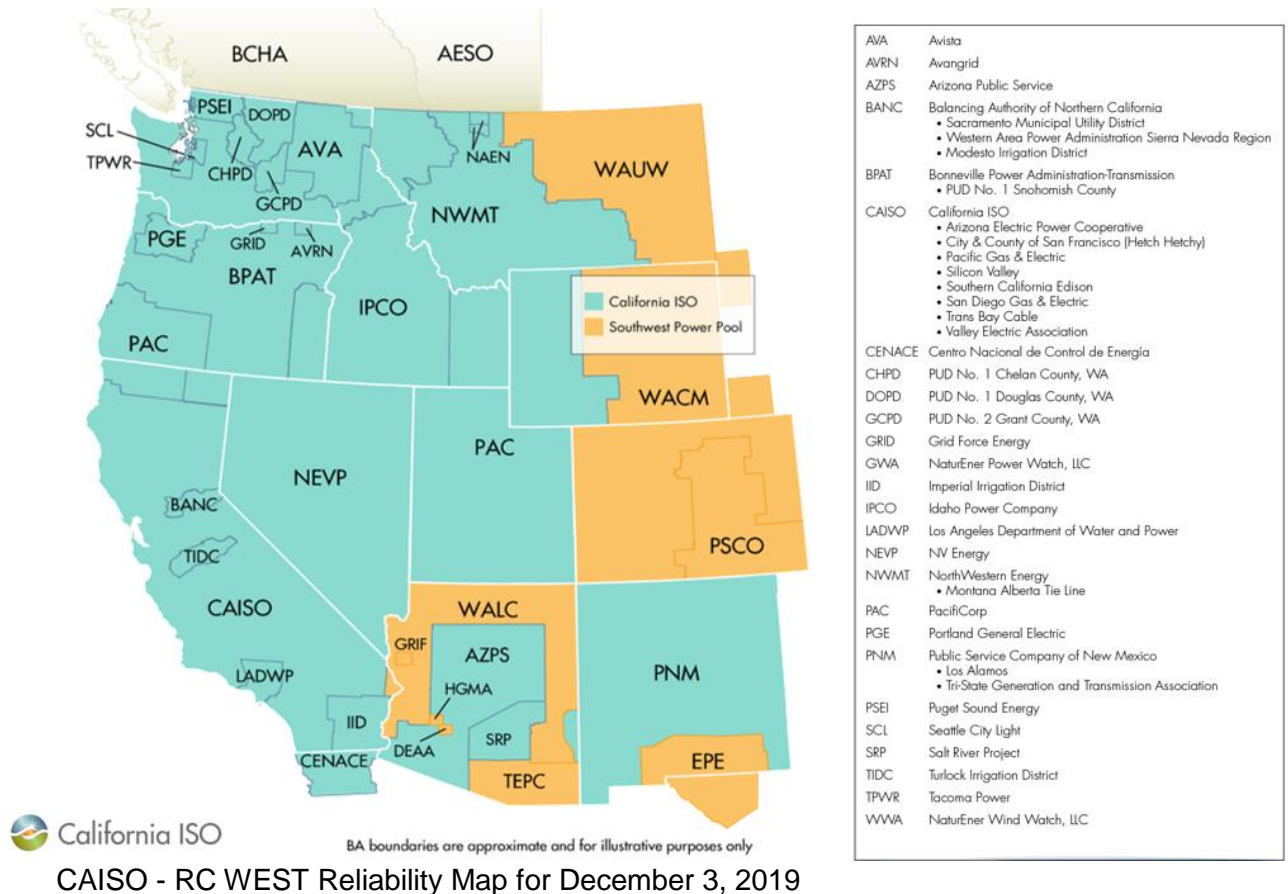 BCHA
AESO
PSEI
DOPD
SCL
AVA
TPWR
CHPD
NAEN
WAUW
GCPD
NWMT
PGE
GRID
AVRN
BPAT
IPCO
California ISO
Southwest Power Pool
PAC
WACM
PAC
NEVP
BANC
PSCO
TIDC
CAISO
WALC
GRIF
AZPS
LADWP
HGMA
PNM
IID
DEAA
SRP
CENACE
EPE
TEPC
California ISO
BA boundaries are approximate and for illustrative purposes only
AVA Avista
AVRN Avangrid
AZPS Arizona Public Service
BANC Balancing Authority of Northern California
• Sacramento Municipal Utility District
• Western Area Power Administration Sierra Nevada Region
• Modesto Irrigation District
BPAT Bonneville Power Administration-Transmission
• PUD No. 1 Snohomish County
CAISO California ISO
• Arizona Electric Power Cooperative
• City & County of San Francisco (Hetch Hetchy)
• Pacific Gas & Electric
• Silicon Valley
• Southern California Edison
• San Diego Gas & Electric
• Trans Bay Cable
• Valley Electric Association
CENACE Centro Nacional de Control de Energía
CHPD PUD No. 1 Chelan County, WA
DOPD PUD No. 1 Douglas County, WA
GCPD PUD No. 2 Grant County, WA
GRID Grid Force Energy
GWA NaturEner Power Watch, LLC
IID Imperial Irrigation District
IPCO Idaho Power Company
LADWP Los Angeles Department of Water and Power
NEVP NV Energy
NWMT NorthWestern Energy
• Montana Alberta Tie Line
PAC PacifiCorp
PGE Portland General Electric
PNM Public Service Company of New Mexico
• Los Alamos
• Tri-State Generation and Transmission Association
PSEI Puget Sound Energy
SCL Seattle City Light
SRP Salt River Project
TIDC Turlock Irrigation District
TPWR Tacoma Power
WWA NaturEner Wind Watch, LLC
CAISO - RC WEST Reliability Map for December 3, 2019